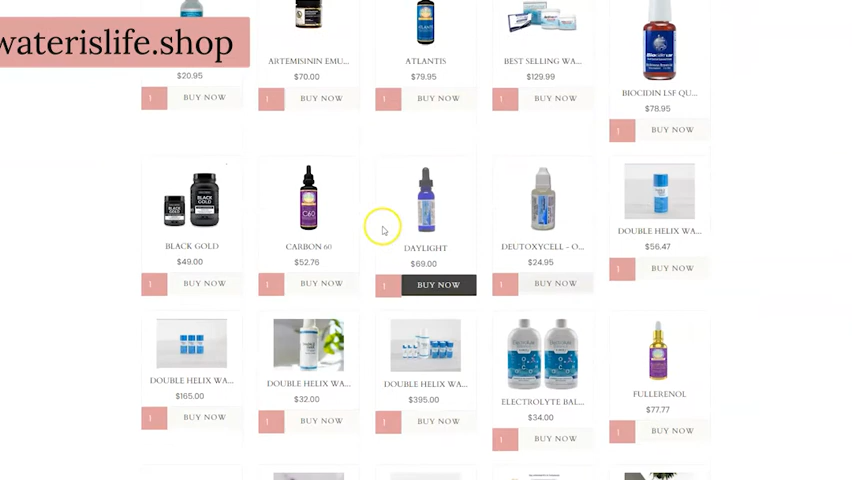 waterislife.shop
$20.95
1 BUY NOW
ARTEMISININ EMU...
$70.00
1 BUY NOW
ATLANTIS
$79.95
1 BUY NOW
BEST SELLING WA...
$129.99
1 BUY NOW
BIOCIDIN LSF QU...
$78.95
1 BUY NOW
BLACK GOLD
$49.00
1 BUY NOW
CARBON 60
$52.76
1 BUY NOW
DAYLIGHT
$69.00
1 BUY NOW
DEUTOXYCELL - O...
$24.95
1 BUY NOW
DOUBLE HELIX WA...
$56.47
1 BUY NOW
DOUBLE HELIX WA...
$165.00
1 BUY NOW
DOUBLE HELIX WA...
$32.00
1 BUY NOW
DOUBLE HELIX WA...
$395.00
1 BUY NOW
ELECTROLYTE BAL...
$34.00
1 BUY NOW
FULLERENOL
$77.77
1 BUY NOW